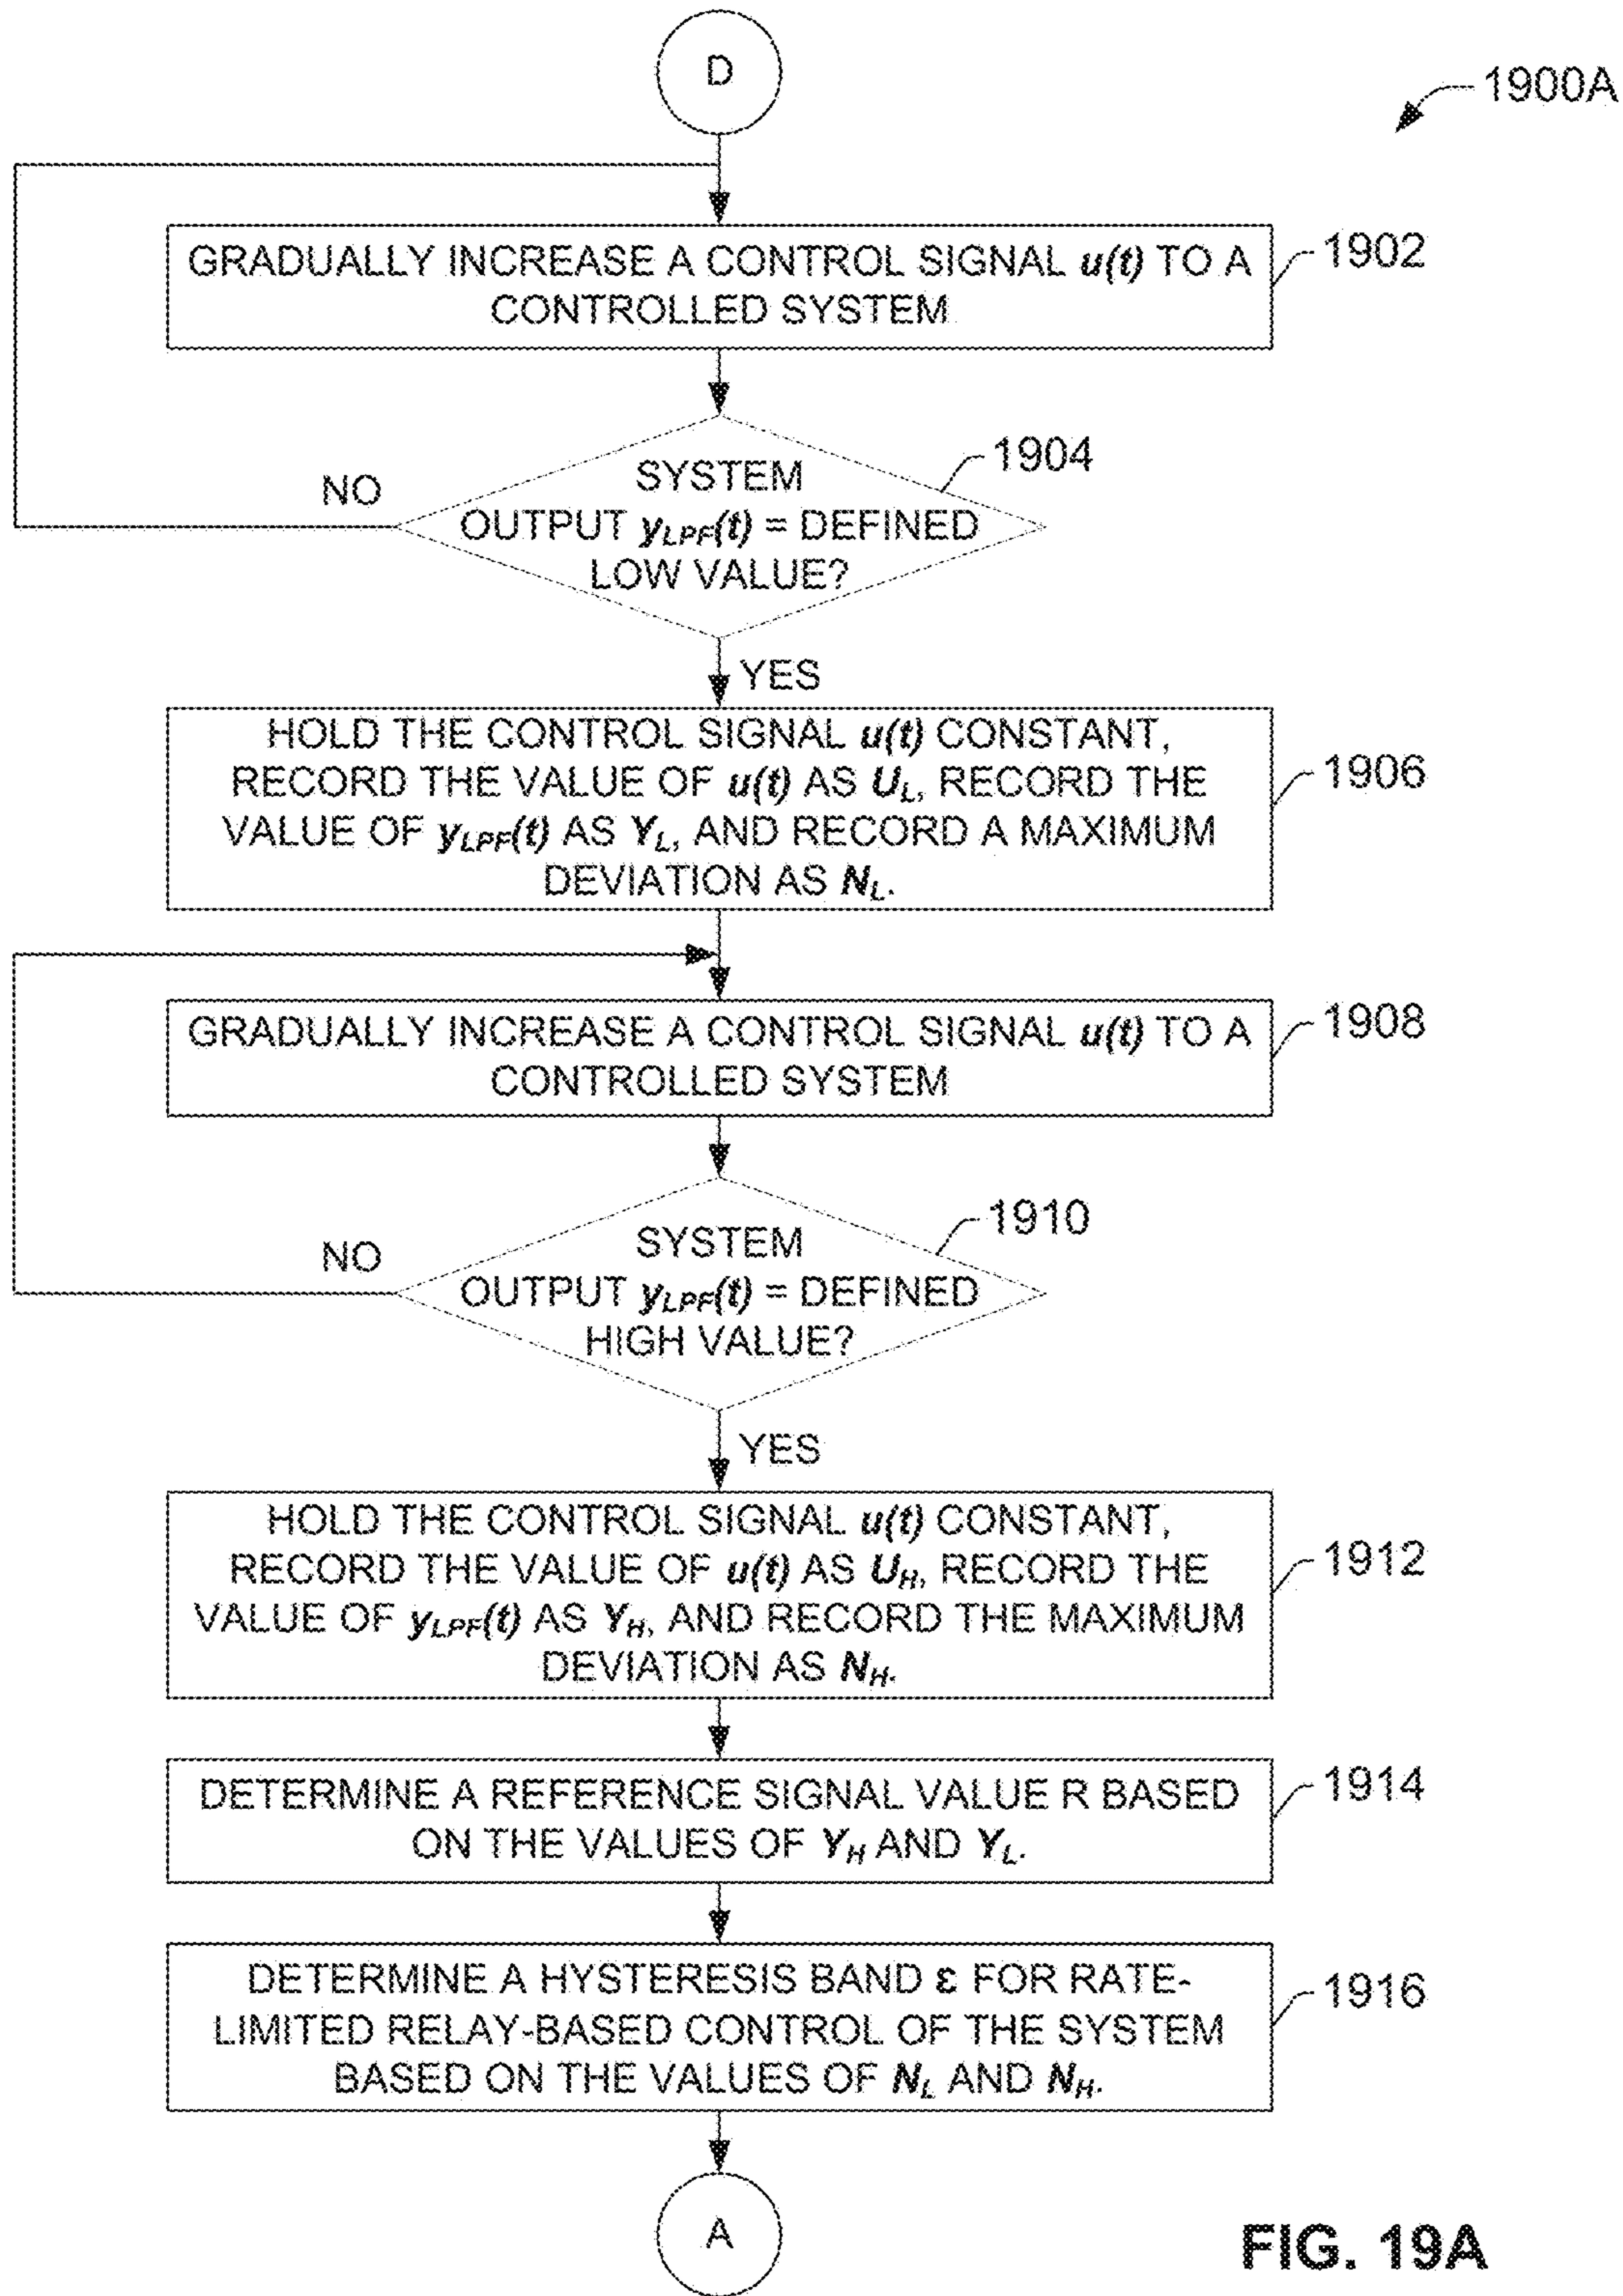 D
1900A
GRADUALLY INCREASE A CONTROL SIGNAL u(t) TO A
CONTROLLED SYSTEM
1902
SYSTEM
OUTPUT yLPF(t) = DEFINED
LOW VALUE?
1904
NO
YES
HOLD THE CONTROL SIGNAL u(t) CONSTANT,
RECORD THE VALUE OF u(t) AS UL, RECORD THE
VALUE OF yLPF(t) AS YL, AND RECORD A MAXIMUM
DEVIATION AS NL.
1906
GRADUALLY INCREASE A CONTROL SIGNAL u(t) TO A
CONTROLLED SYSTEM
1908
SYSTEM
OUTPUT yLPF(t) = DEFINED
HIGH VALUE?
1910
NO
YES
HOLD THE CONTROL SIGNAL u(t) CONSTANT,
RECORD THE VALUE OF u(t) AS UH, RECORD THE
VALUE OF yLPF(t) AS YH, AND RECORD THE MAXIMUM
DEVIATION AS NH.
1912
DETERMINE A REFERENCE SIGNAL VALUE R BASED
ON THE VALUES OF YH AND YL.
1914
DETERMINE A HYSTERESIS BAND ε FOR RATE-
LIMITED RELAY-BASED CONTROL OF THE SYSTEM
BASED ON THE VALUES OF NL AND NH.
1916
A
FIG. 19A